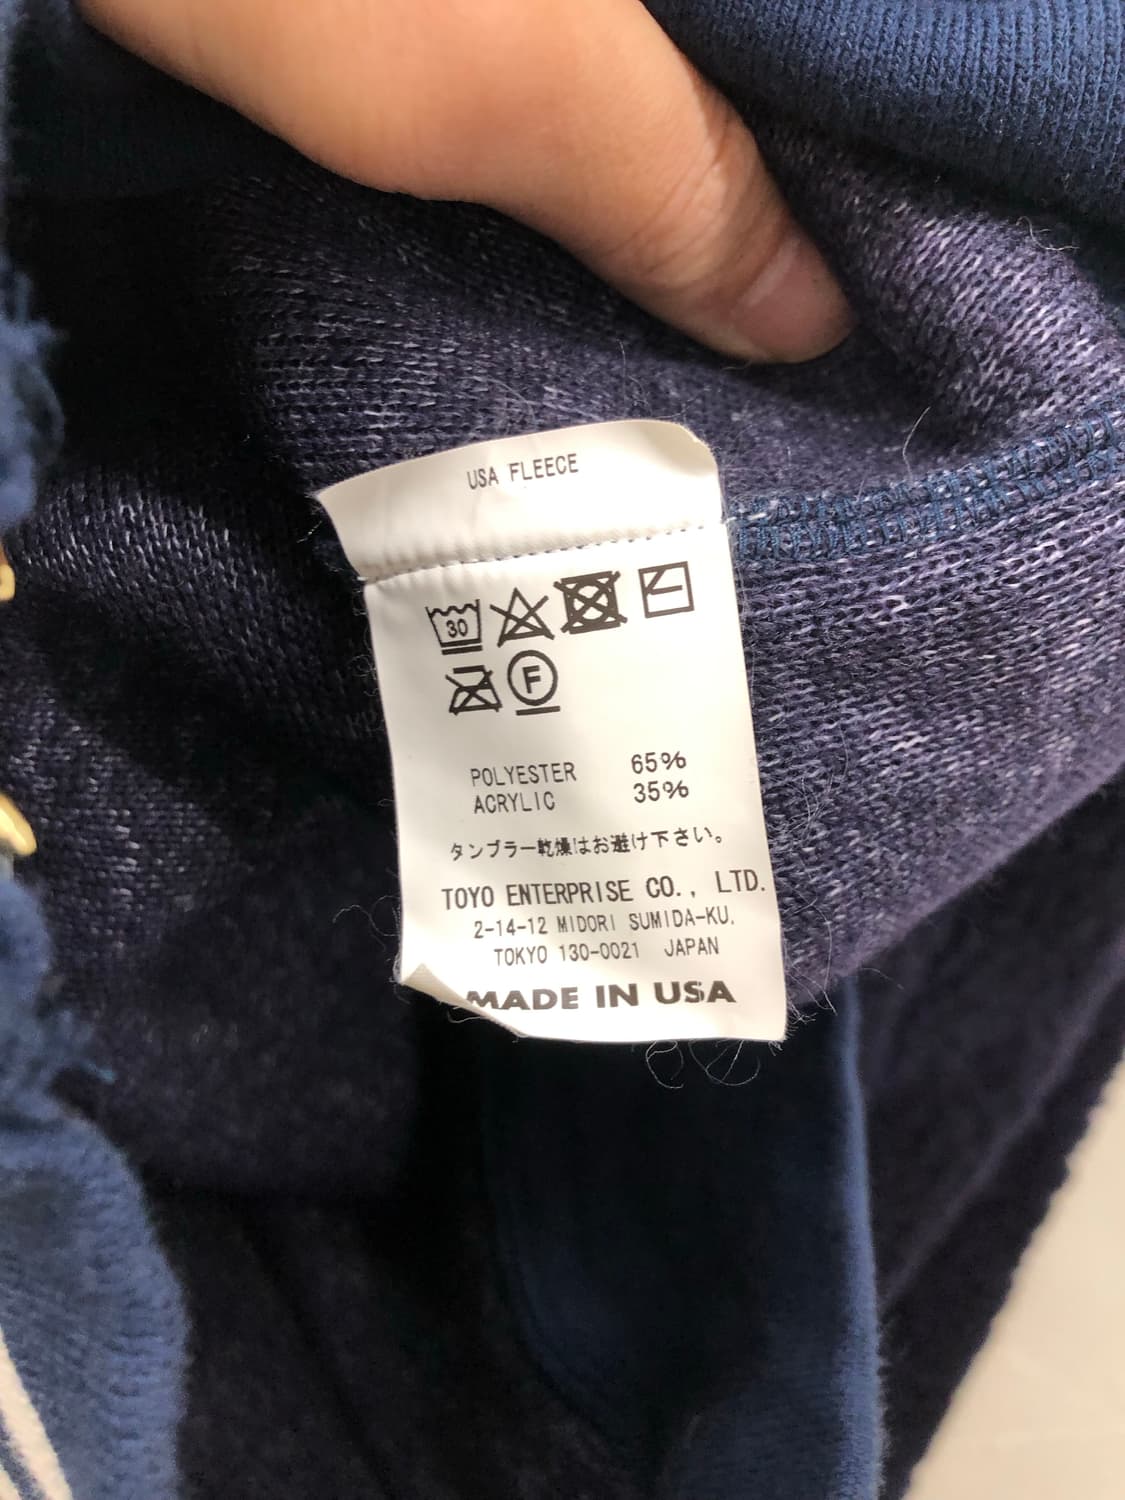 USA FLEECE
30
F
POLYESTER 65%
ACRYLIC 35%
タンブラー乾燥はお避け下さい。
TOYO ENTERPRISE CO., LTD.
2-14-12 MIDORI SUMIDA-KU.
TOKYO 130-0021 JAPAN
MADE IN USA